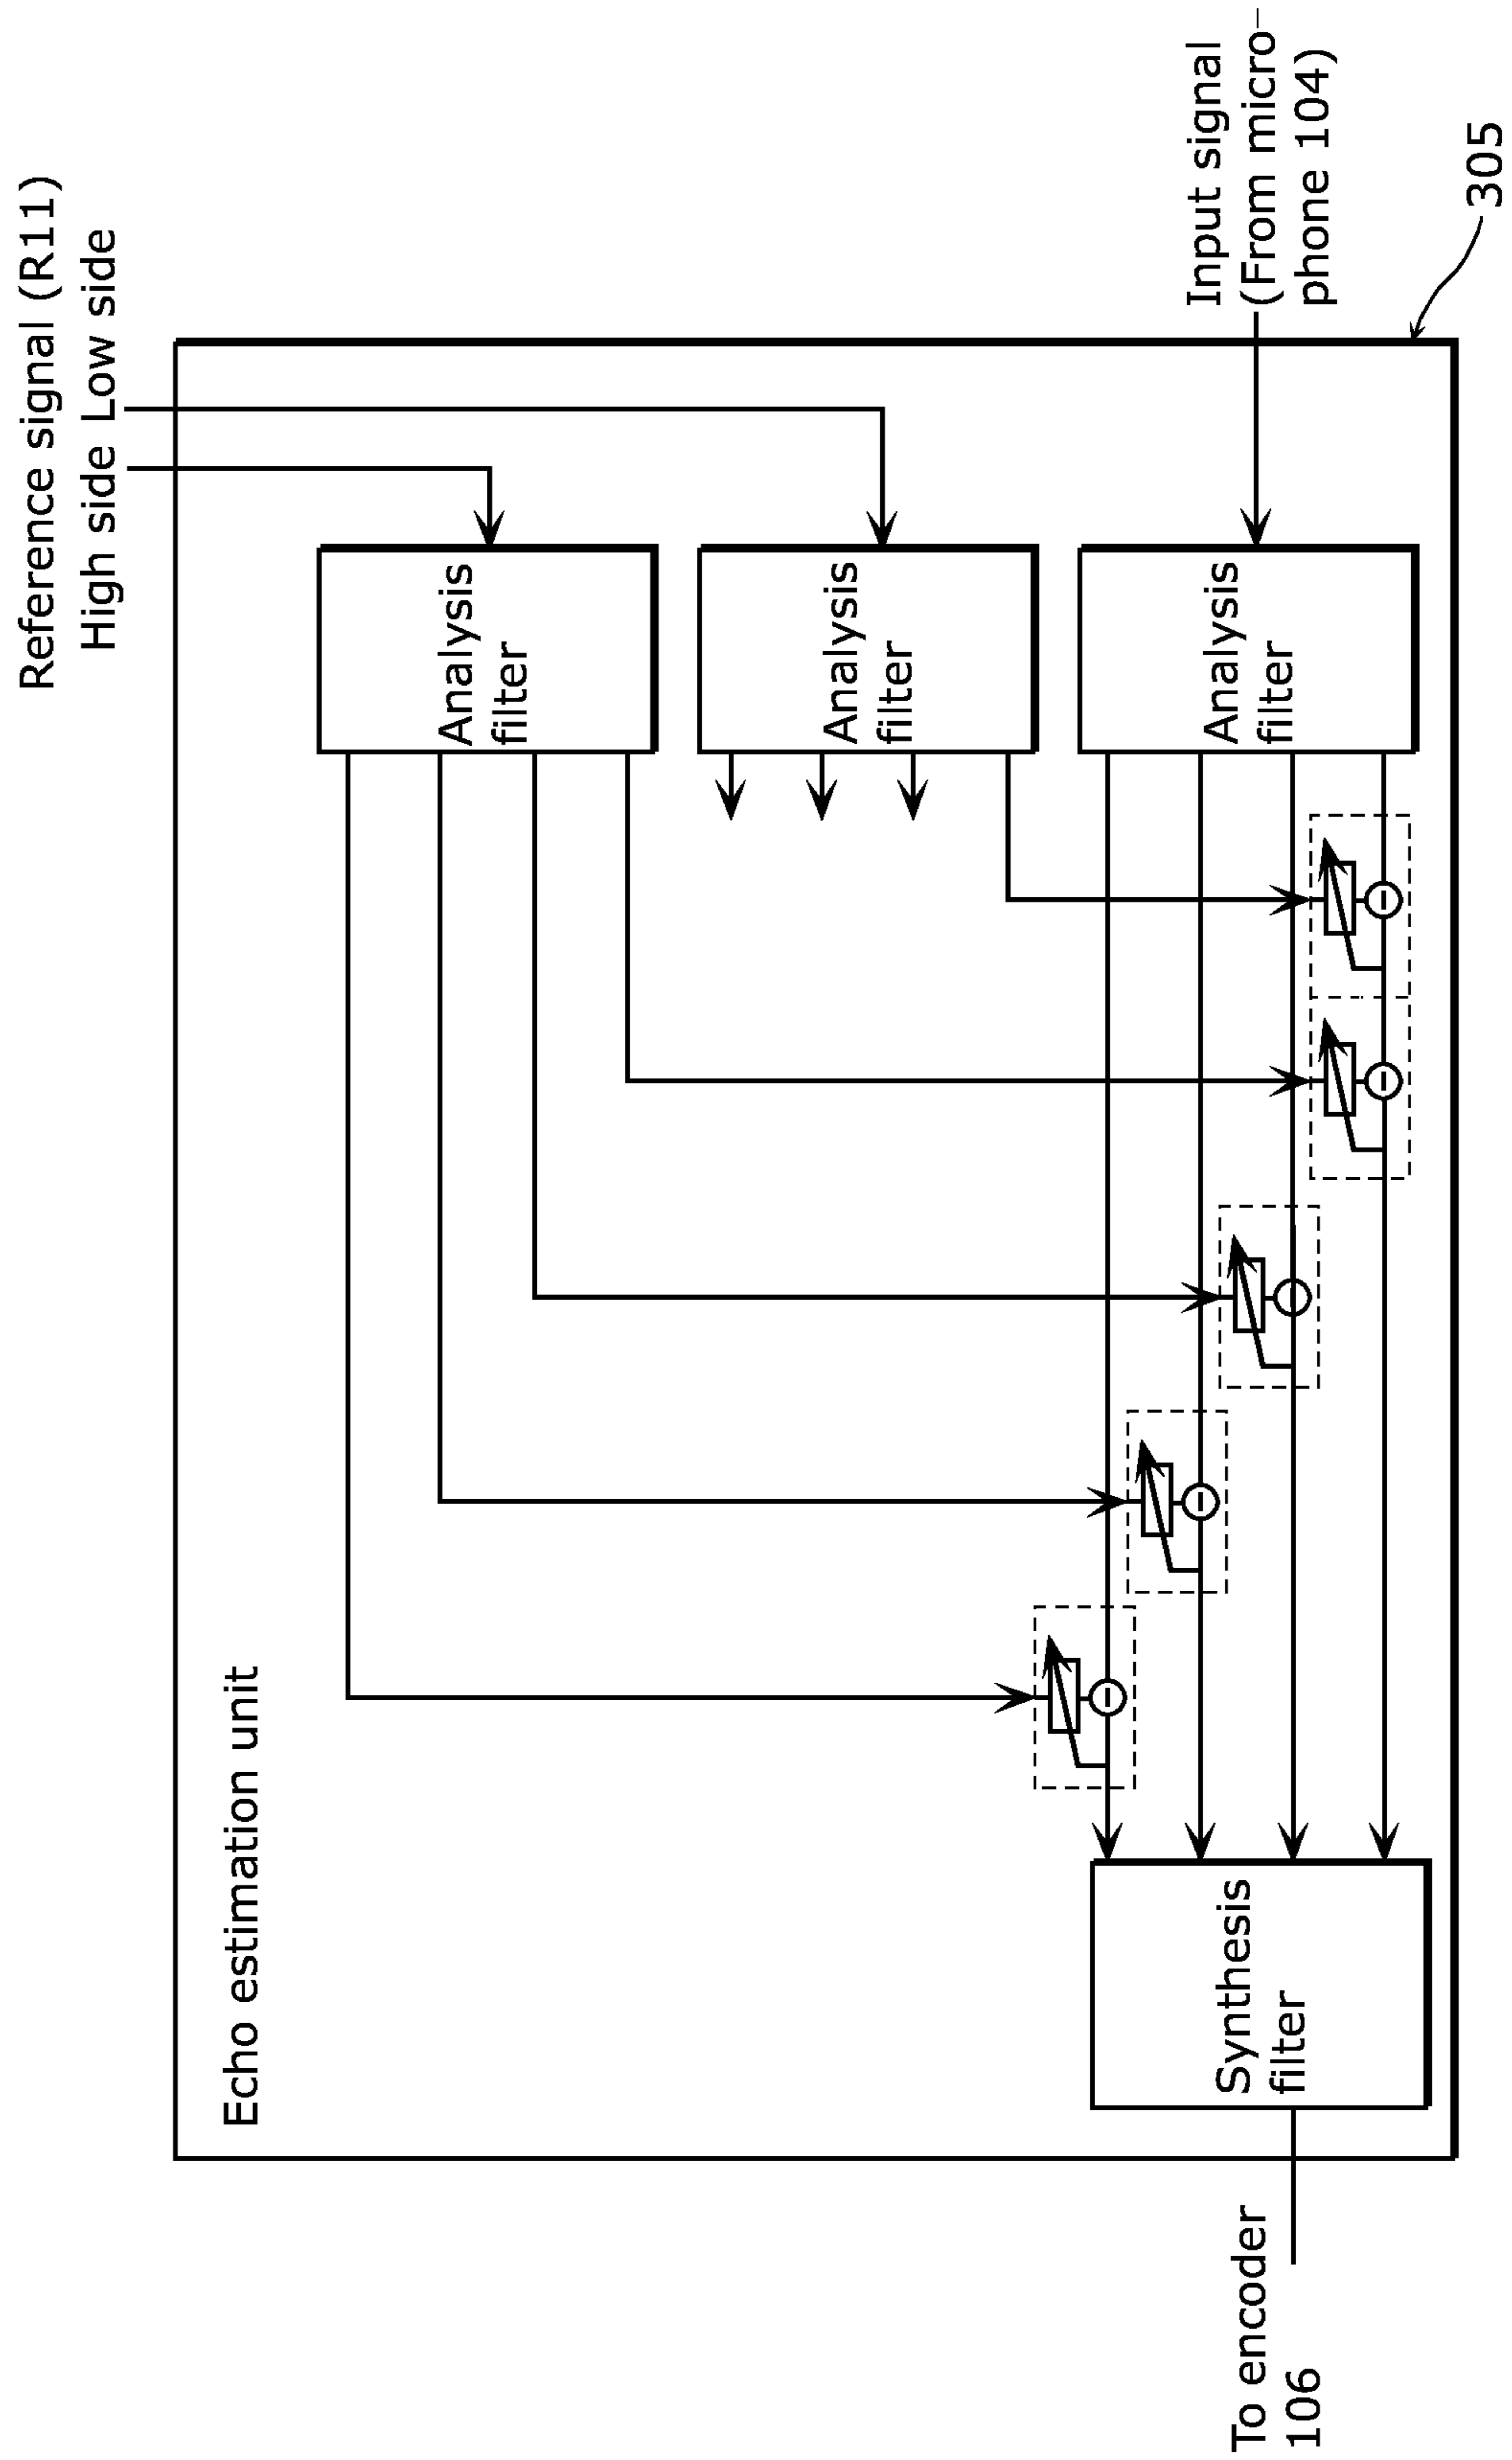 Reference signal (R11)
High side Low side
Echo estimation unit
Analysis
filter
Analysis
filter
Analysis
filter
Synthesis
filter
Input signal
(From micro-
phone 104)
305
To encoder
106